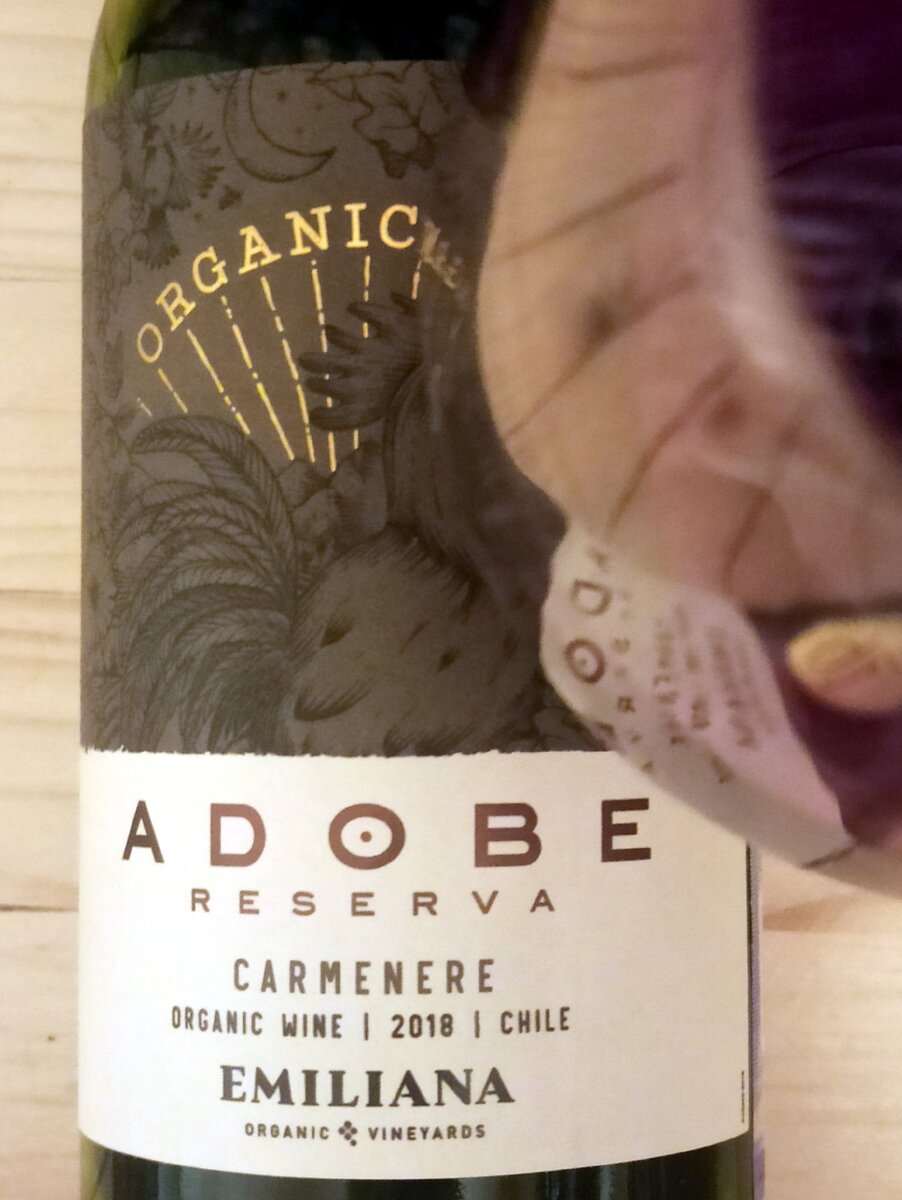 ORGANIC
ADOBE
RESERVA
CARMENERE
ORGANIC WINE | 2018 | CHILE
EMILIANA
ORGANIC VINEYARDS